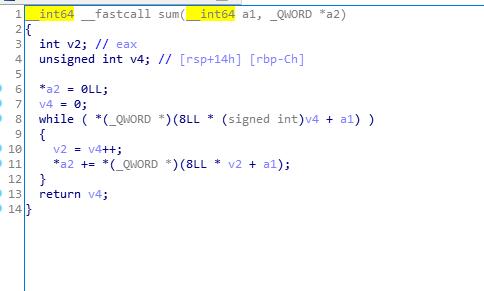 1 __int64 __fastcall sum(__int64 a1, _QWORD *a2)
2 {
3 int v2; // eax
4 unsigned int v4; // [rsp+14h] [rbp-Ch]
5
6 *a2 = 0LL;
7 v4 = 0;
8 while ( *(_QWORD *)(8LL * (signed int)v4 + a1) )
9 {
10 v2 = v4++;
11 *a2 += *(_QWORD *)(8LL * v2 + a1);
12 }
13 return v4;
14 }